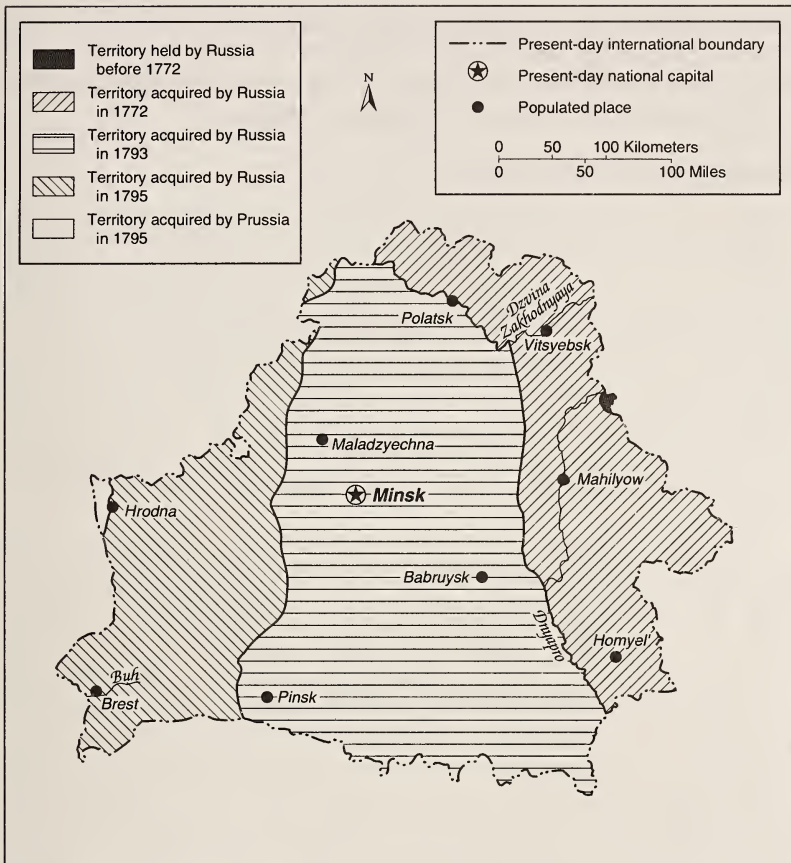 Territory held by Russia
before 1772
Territory acquired by Russia
in 1772
Territory acquired by Russia
in 1793
Territory acquired by Russia
in 1795
Territory acquired by Prussia
in 1795
N
Present-day international boundary
Present-day national capital
Populated place
0 50 100 Kilometers
0 50 100 Miles
Polatsk
Dzvina
Zakhodnyaya
Vitsyebsk
Maladzyechna
Minsk
Mahilyow
Hrodna
Babruysk
Dnyapro
Homyel'
Buh
Brest
Pinsk